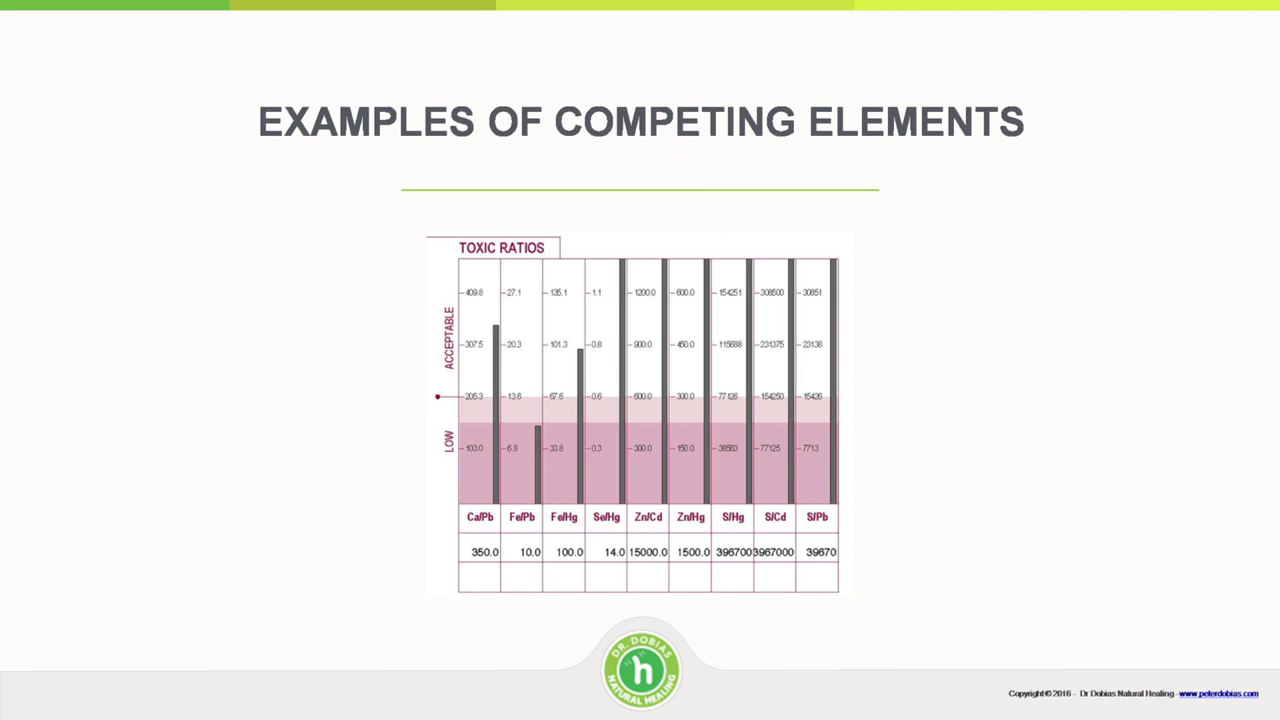 EXAMPLES OF COMPETING ELEMENTS
TOXIC RATIOS
ACCEPTABLE
LOW
409.8 27.1 135.1 1.1 1200.0 600.0 154251 308500 30851
307.5 20.3 101.3 0.8 900.0 450.0 115688 231375 23138
205.3 13.6 67.6 0.6 600.0 300.0 77126 154250 15426
103.0 6.8 33.8 0.3 300.0 150.0 38563 77125 7713
Ca/Pb Fe/Pb Fe/Hg Se/Hg Zn/Cd Zn/Hg S/Hg S/Cd S/Pb
350.0 10.0 100.0 14.0 15000.0 1500.0 396700 3967000 39670
DR. DOBIAS
h
NATURAL HEALING
Copyright©2016 - Dr Dobias Natural Healing - www.peterdobias.com